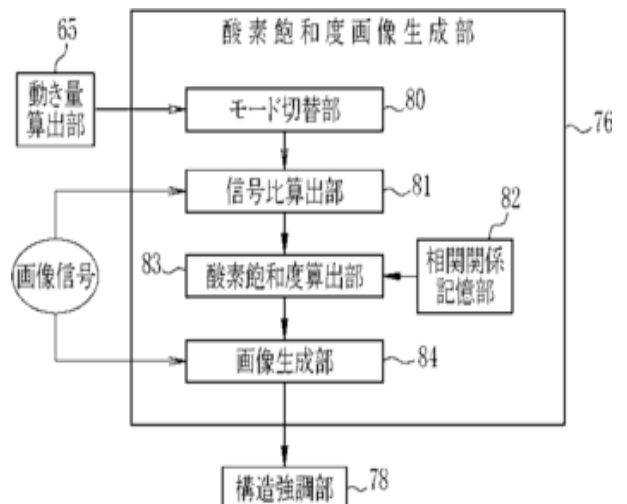 65
酸素飽和度画像生成部
動き量
算出部
モード切替部
80
76
信号比算出部
81
82
画像信号
83
酸素飽和度算出部
相関関係
記憶部
画像生成部
84
構造強調部
78